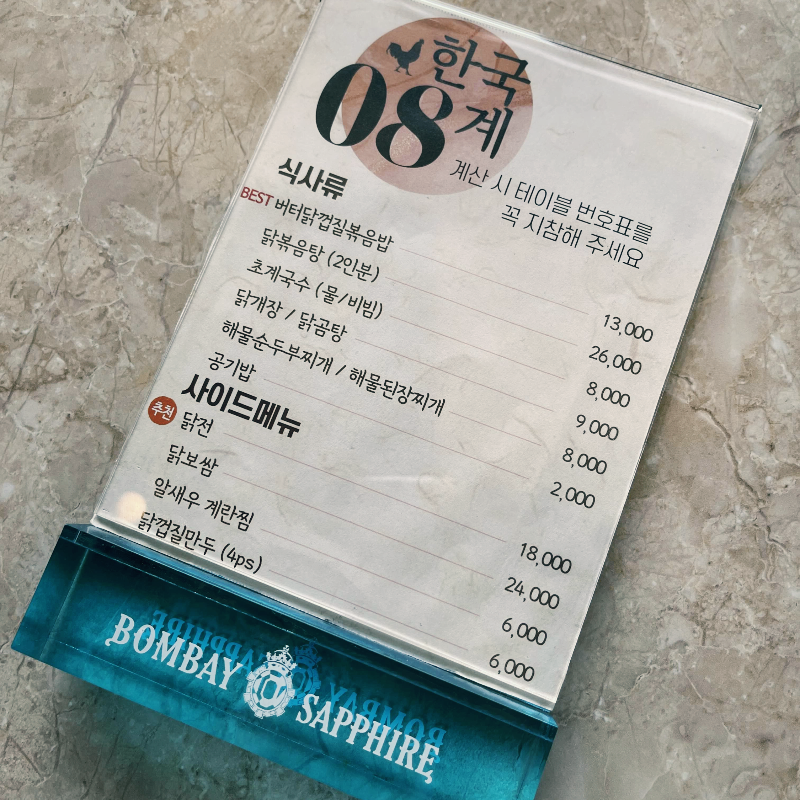 한국
08 계
계산 시 테이블 번호표를
꼭 지참해 주세요
식사류
BEST 버터닭껍질볶음밥 13,000
닭볶음탕 (2인분) 26,000
초계국수 (물/비빔) 8,000
닭개장 / 닭곰탕 9,000
해물순두부찌개 / 해물된장찌개 8,000
공기밥 2,000
사이드메뉴
추천 닭전 18,000
닭보쌈 24,000
알새우 계란찜 6,000
닭껍질만두 (4ps) 6,000
BOMBAY SAPPHIRE